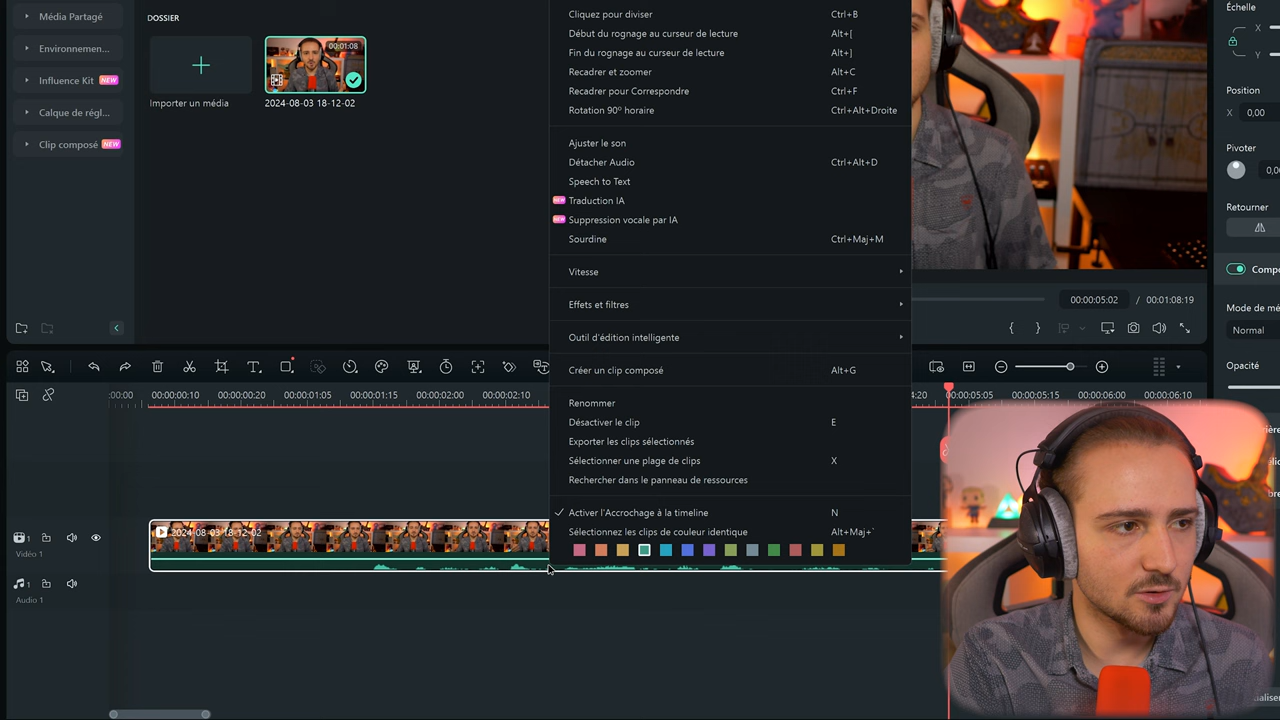 Média Partagé
Environnemen...
Influence Kit NEW
Calque de régl...
Clip composé NEW
DOSSIER
00:01:08
Importer un média
2024-08-03 18-12-02
Cliquez pour diviser Ctrl+B
Début du rognage au curseur de lecture Alt+[
Fin du rognage au curseur de lecture Alt+]
Recadrer et zoomer Alt+C
Recadrer pour Correspondre Ctrl+F
Rotation 90° horaire Ctrl+Alt+Droite
Ajuster le son
Détacher Audio Ctrl+Alt+D
Speech to Text
NEW Traduction IA
NEW Suppression vocale par IA
Sourdine Ctrl+Maj+M
Vitesse
Effets et filtres
Outil d'édition intelligente
Créer un clip composé Alt+G
Renommer
Désactiver le clip E
Exporter les clips sélectionnés
Sélectionner une plage de clips X
Rechercher dans le panneau de ressources
Activer l'Accrochage à la timeline N
Sélectionnez les clips de couleur identique Alt+Maj+`
00:00:05:02 / 00:01:08:19
Échelle
X
Y
Position
X 0,00
Pivoter
0,0
Retourner
Compo
Mode de mé
Normal
Opacité
:00:00 00:00:00:10 00:00:00:20 00:00:01:05 00:00:01:15 00:00:02:00 00:00:02:10 :4:20 00:00:05:05 00:00:05:15 00:00:06:00 00:00:06:10
2024-08-03 18-12-02
1
Vidéo 1
1
Audio 1